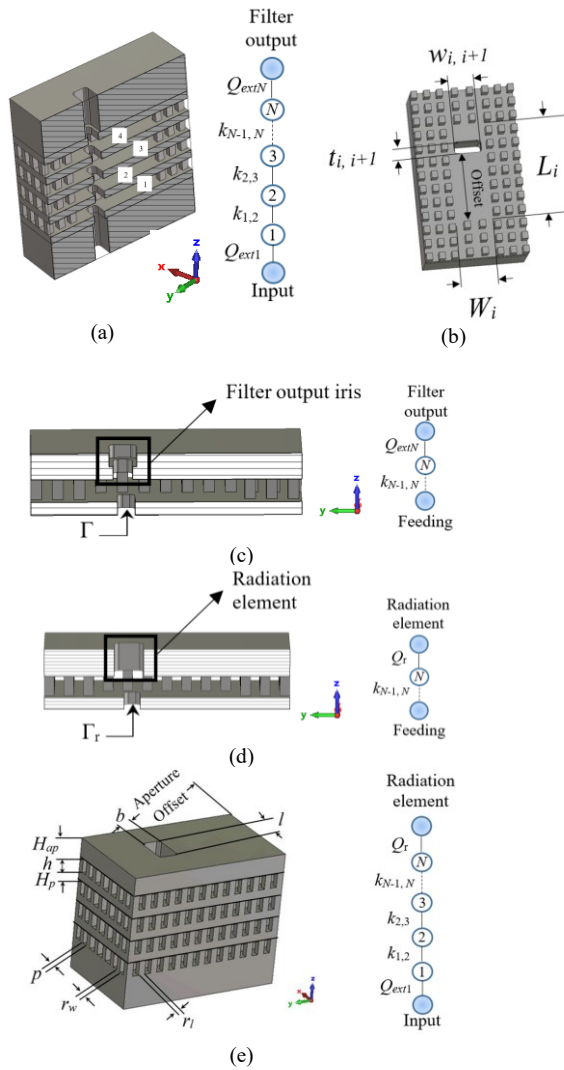 Filter
output
Q_extN
N
k_N-1, N
3
k_2,3
2
k_1,2
1
Q_ext1
Input
4
3
2
1
z
x
y
(a)
w_i, i+1
t_i, i+1
Offset
L_i
W_i
(b)
Filter output iris
Γ
z
y
Filter
output
Q_extN
N
k_N-1, N
Feeding
(c)
Radiation
element
Γ_r
z
y
Radiation
element
Q_r
N
k_N-1, N
Feeding
(d)
Aperture
Offset
b
l
H_ap
h
H_p
p
r_w
r_l
z
x
y
Radiation
element
Q_r
N
k_N-1, N
3
k_2,3
2
k_1,2
1
Q_ext1
Input
(e)